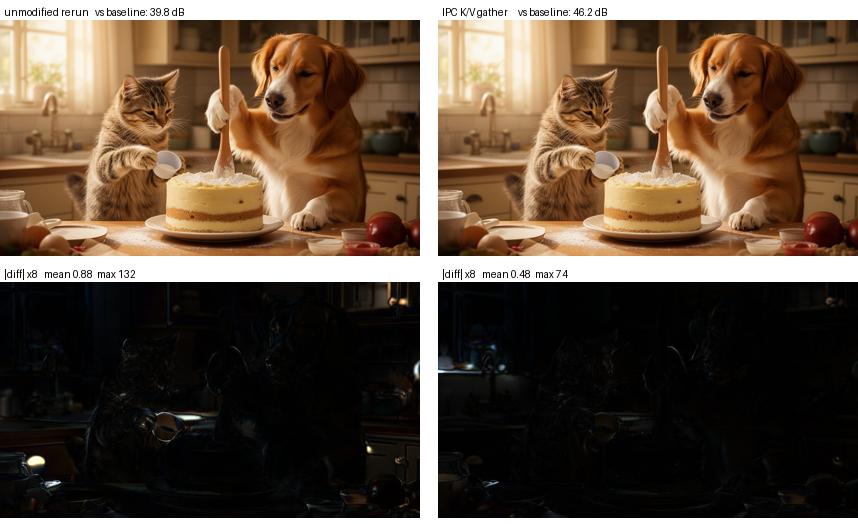 unmodified rerun vs baseline: 39.8 dB
IPC K/V gather vs baseline: 46.2 dB
|diff| x8 mean 0.88 max 132
|diff| x8 mean 0.48 max 74